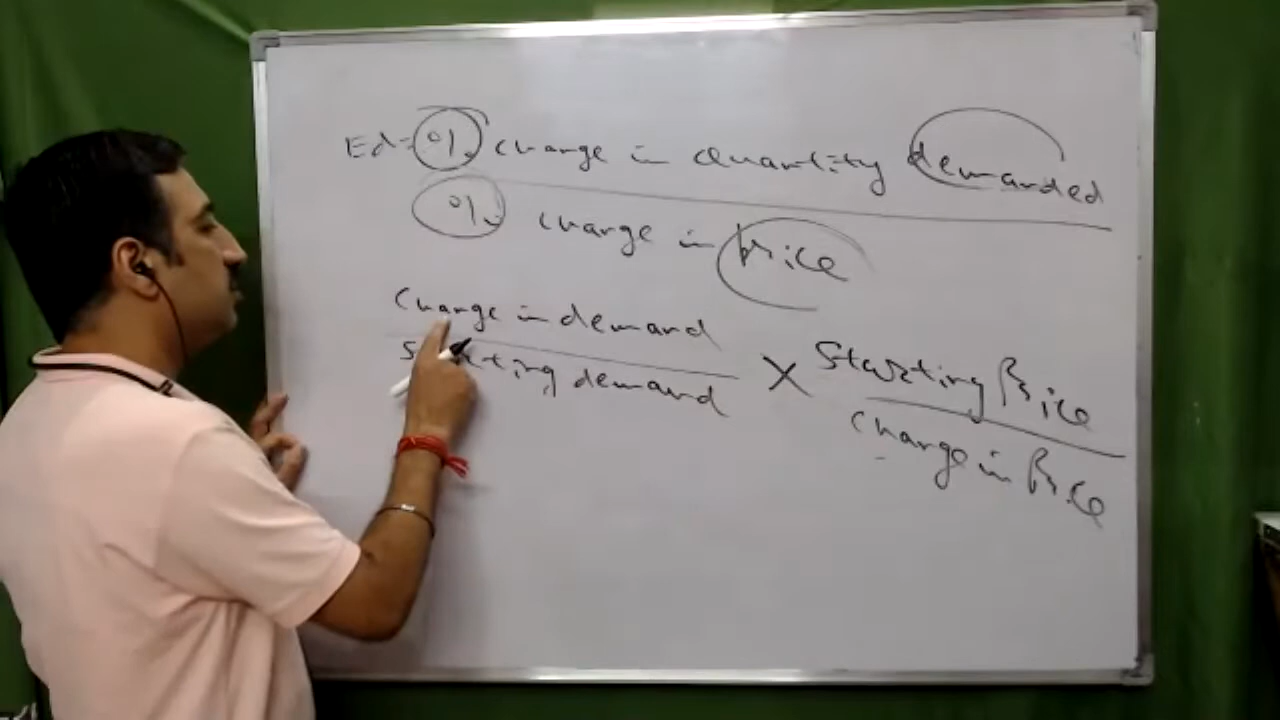 Ed = % change in Quantity demanded
% change in Price
Change in demand
Starting demand
X Starting Price
Change in Price